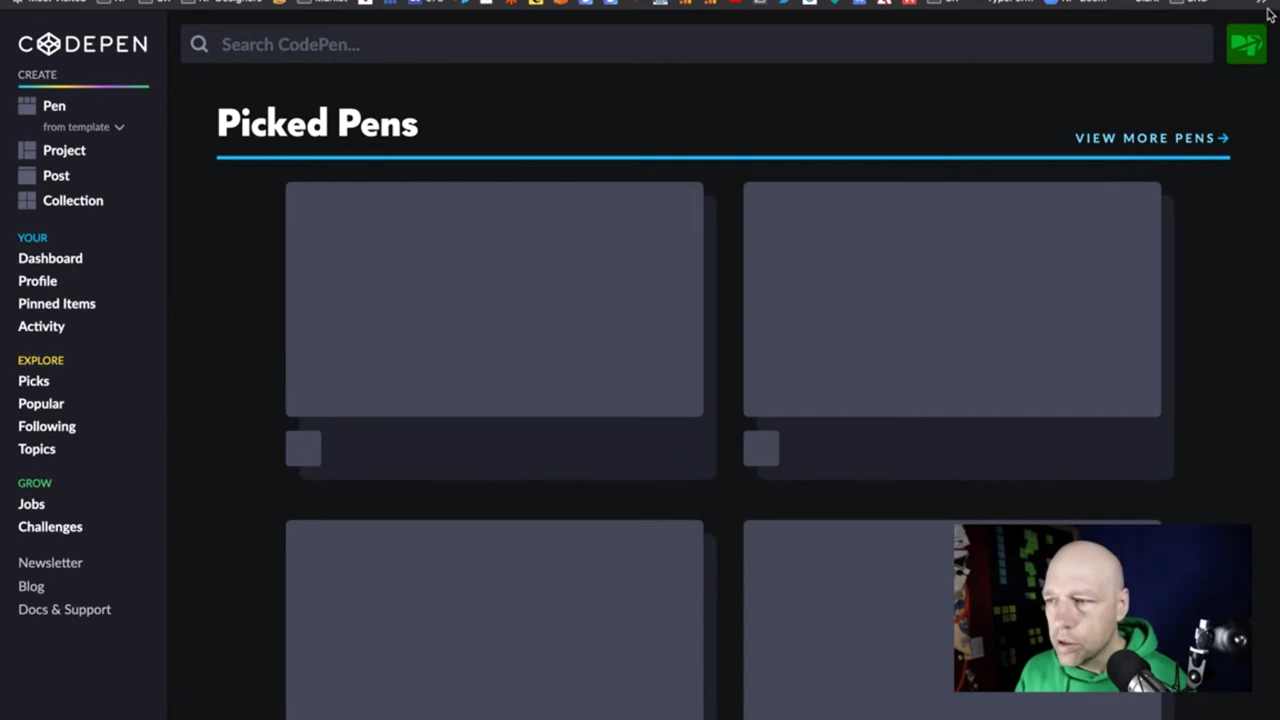 CODEPEN
Search CodePen...
CREATE
Pen
from template
Project
Post
Collection
YOUR
Dashboard
Profile
Pinned Items
Activity
EXPLORE
Picks
Popular
Following
Topics
GROW
Jobs
Challenges
Newsletter
Blog
Docs & Support
Picked Pens
VIEW MORE PENS